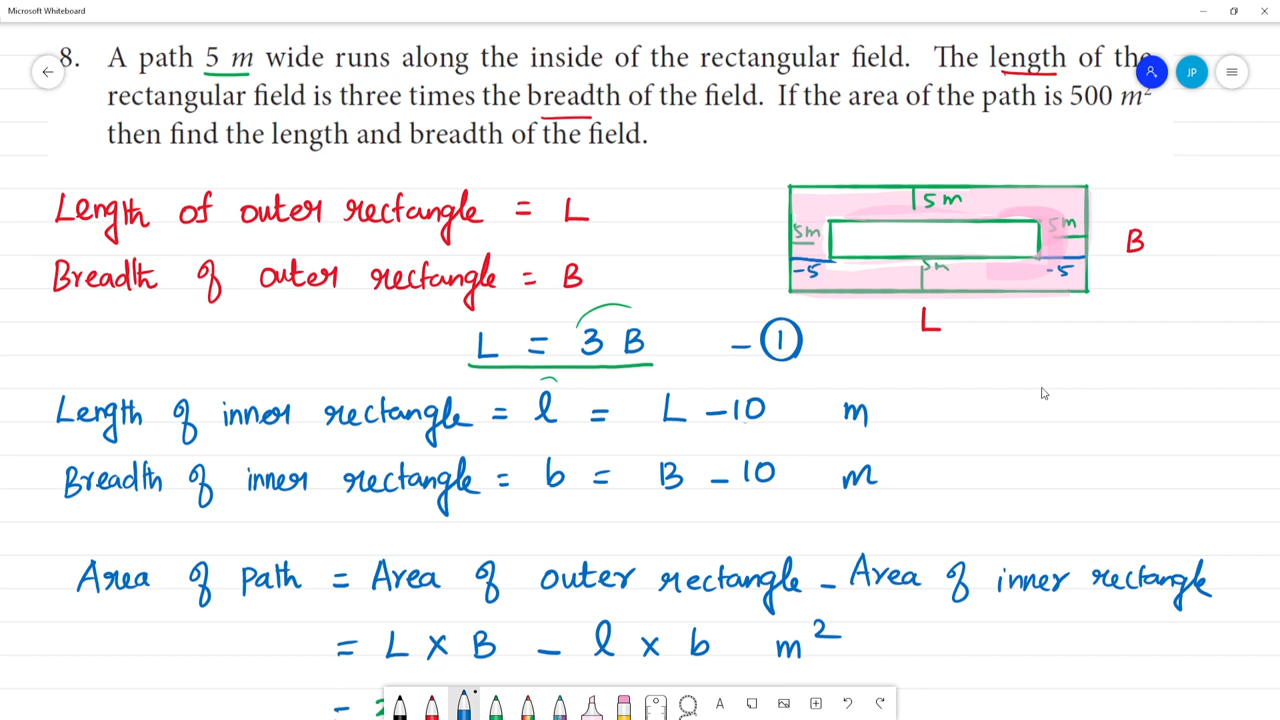 Microsoft Whiteboard
8. A path 5 m wide runs along the inside of the rectangular field. The length of the
rectangular field is three times the breadth of the field. If the area of the path is 500 m²
then find the length and breadth of the field.
JP
Length of outer rectangle = L
Breadth of outer rectangle = B
5m
5m
5m
B
-5
5m
-5
L
L = 3 B - ①
Length of inner rectangle = l = L - 10 m
Breadth of inner rectangle = b = B - 10 m
Area of path = Area of outer rectangle - Area of inner rectangle
= L × B - l × b m²
=
A